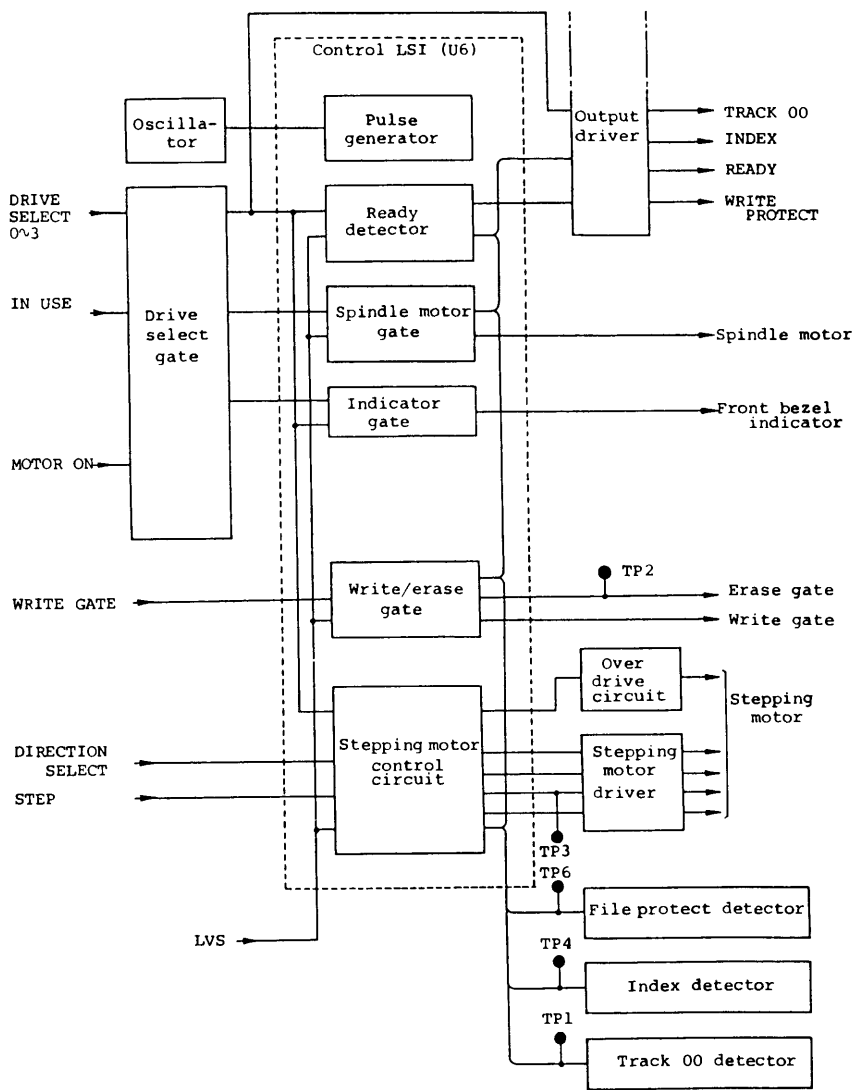 Control LSI (U6)
Oscilla-
tor
Pulse
generator
Output
driver
TRACK 00
INDEX
READY
WRITE
PROTECT
DRIVE
SELECT
0~3
Ready
detector
IN USE
Drive
select
gate
Spindle motor
gate
Spindle motor
Indicator
gate
Front bezel
indicator
MOTOR ON
TP2
WRITE GATE
Write/erase
gate
Erase gate
Write gate
Over
drive
circuit
Stepping
motor
DIRECTION
SELECT
STEP
Stepping motor
control
circuit
Stepping
motor
driver
TP3
TP6
File protect detector
LVS
TP4
Index detector
TP1
Track 00 detector